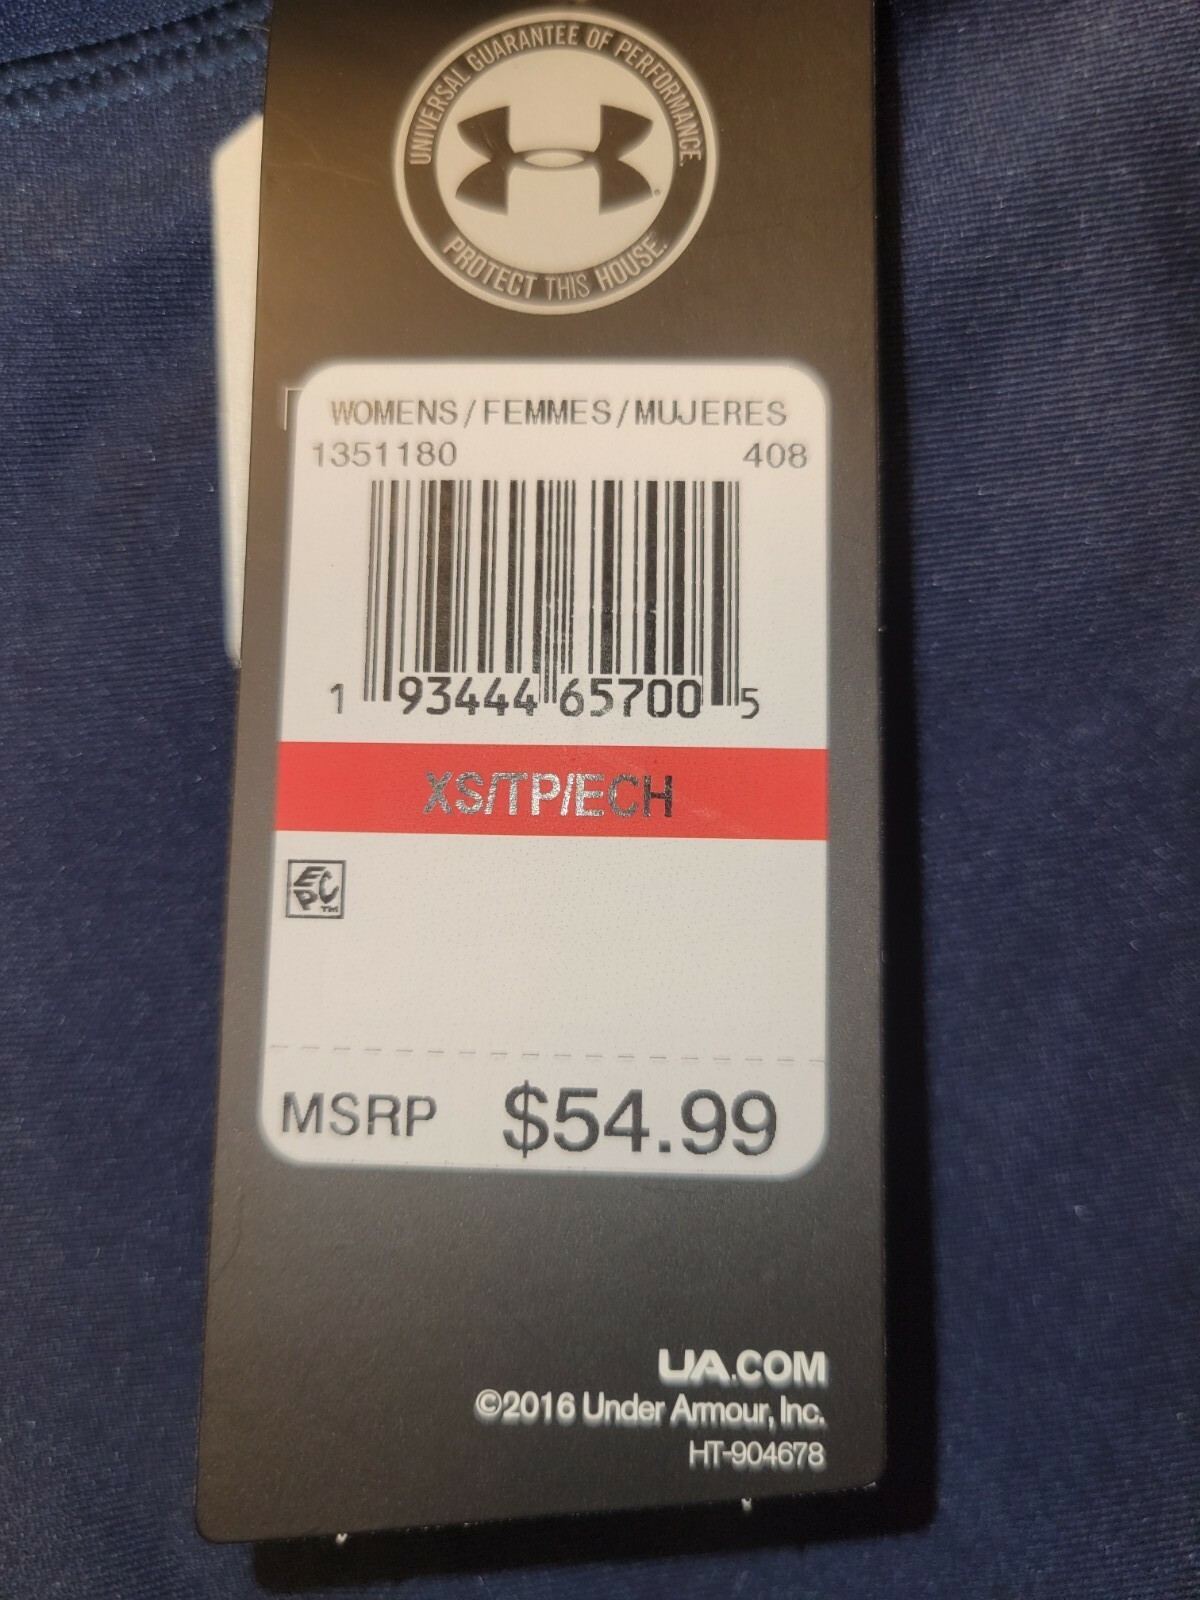 UNIVERSAL GUARANTEE OF PERFORMANCE.
PROTECT THIS HOUSE.
WOMENS/FEMMES/MUJERES
1351180 408
1 93444 65700 5
XS/TP/ECH
EPC™
MSRP $54.99
UA.COM
©2016 Under Armour, Inc.
HT-904678